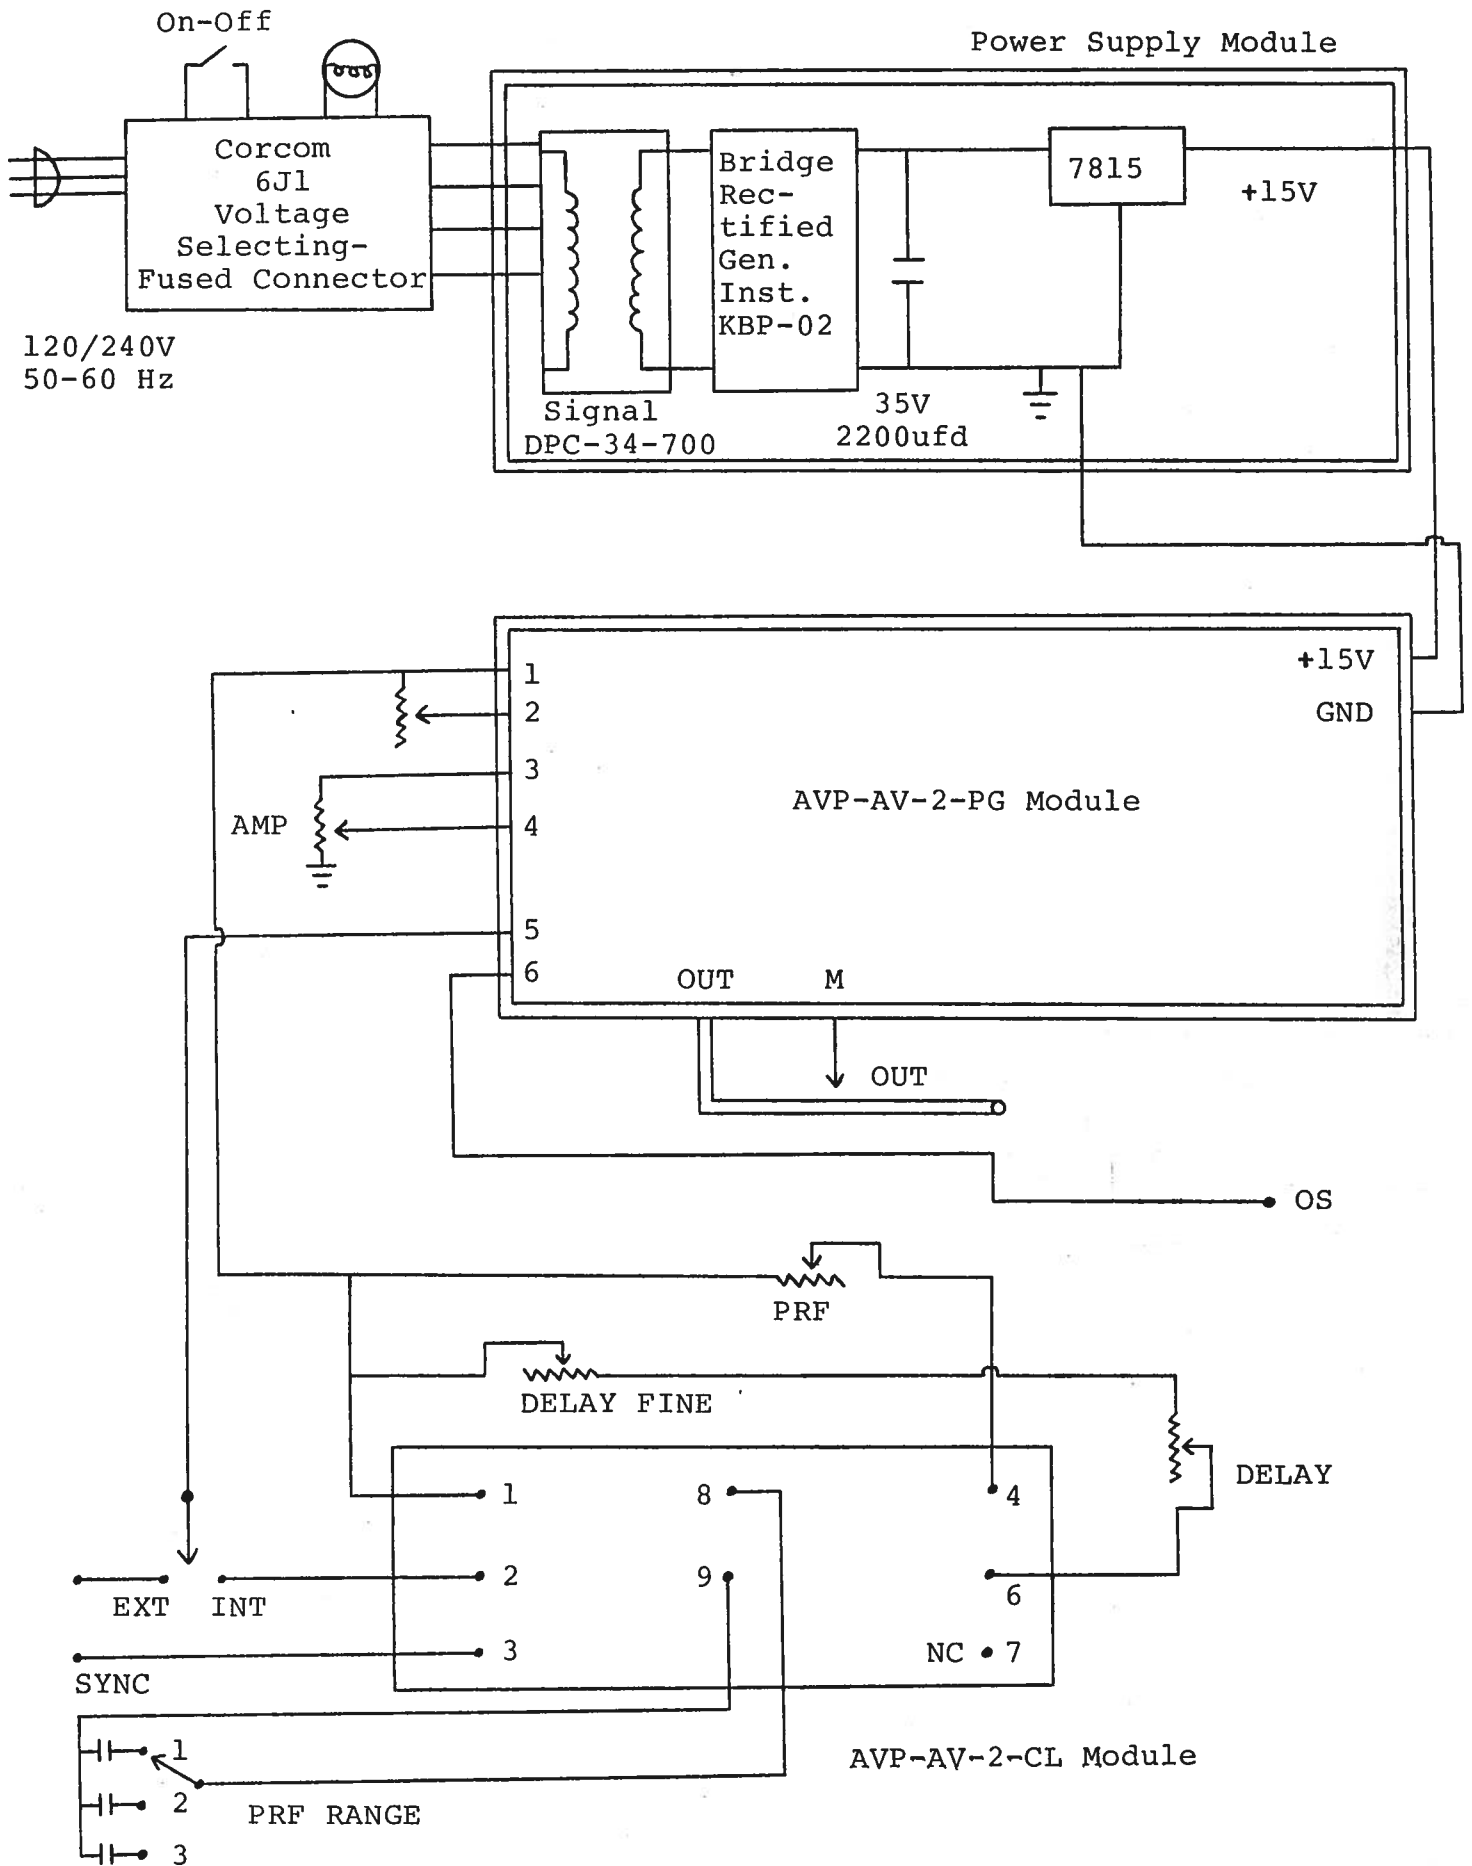 On-Off
Power Supply Module
Corcom
6J1
Voltage
Selecting-
Fused Connector
120/240V
50-60 Hz
Signal
DPC-34-700
Bridge
Rec-
tified
Gen.
Inst.
KBP-02
35V
2200ufd
7815
+15V
1
2
3
4
5
6
AMP
+15V
GND
AVP-AV-2-PG Module
OUT
M
OUT
OS
PRF
DELAY FINE
DELAY
1
2
3
8
9
4
6
NC 7
EXT INT
SYNC
AVP-AV-2-CL Module
1
2
3
PRF RANGE